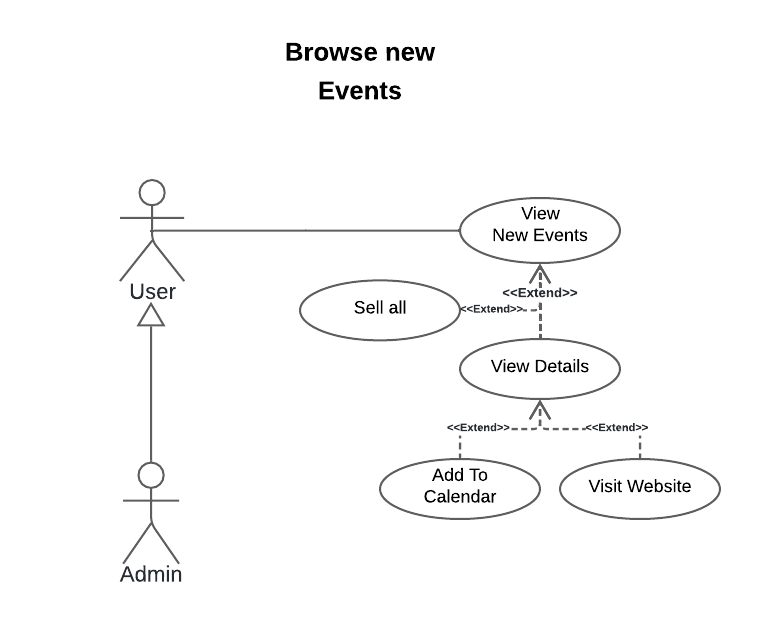 Browse new
Events
View
New Events
User
<<Extend>>
Sell all
<<Extend>>
View Details
<<Extend>>
<<Extend>>
Add To
Calendar
Visit Website
Admin